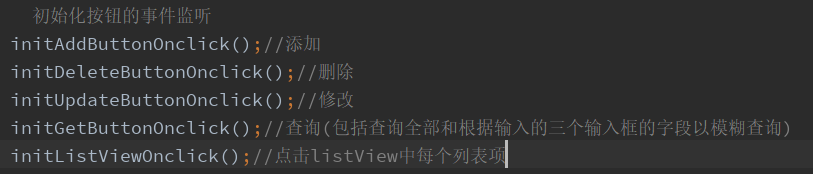 初始化按钮的事件监听
initAddButtonOnclick();//添加
initDeleteButtonOnclick();//删除
initUpdateButtonOnclick();//修改
initGetButtonOnclick();//查询(包括查询全部和根据输入的三个输入框的字段以模糊查询)
initListViewOnclick();//点击listView中每个列表项